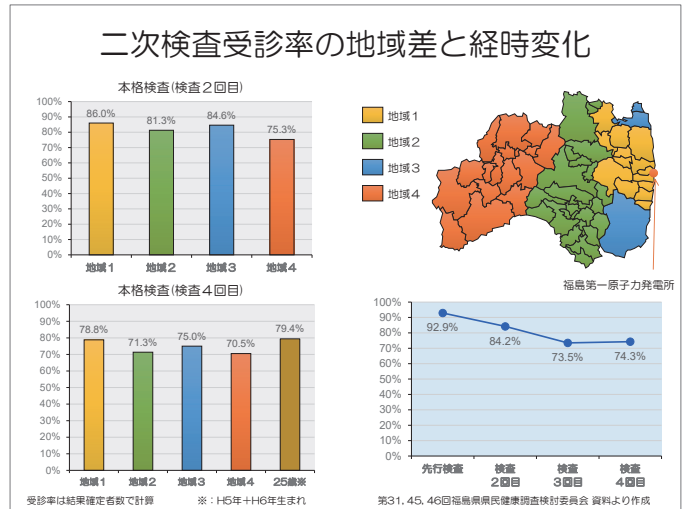 二次検査受診率の地域差と経時変化
本格検査(検査2回目)
100%
90%
80%
70%
60%
50%
40%
30%
20%
10%
0%
86.0%
81.3%
84.6%
75.3%
地域1
地域2
地域3
地域4
地域1
地域2
地域3
地域4
福島第一原子力発電所
本格検査(検査4回目)
100%
90%
80%
70%
60%
50%
40%
30%
20%
10%
0%
78.8%
71.3%
75.0%
70.5%
79.4%
地域1
地域2
地域3
地域4
25歳※
受診率は結果確定者数で計算
※：H5年＋H6年生まれ
100%
90%
80%
70%
60%
50%
40%
30%
20%
10%
0%
92.9%
84.2%
73.5%
74.3%
先行検査
検査
2回目
検査
3回目
検査
4回目
第31, 45, 46回福島県県民健康調査検討委員会 資料より作成